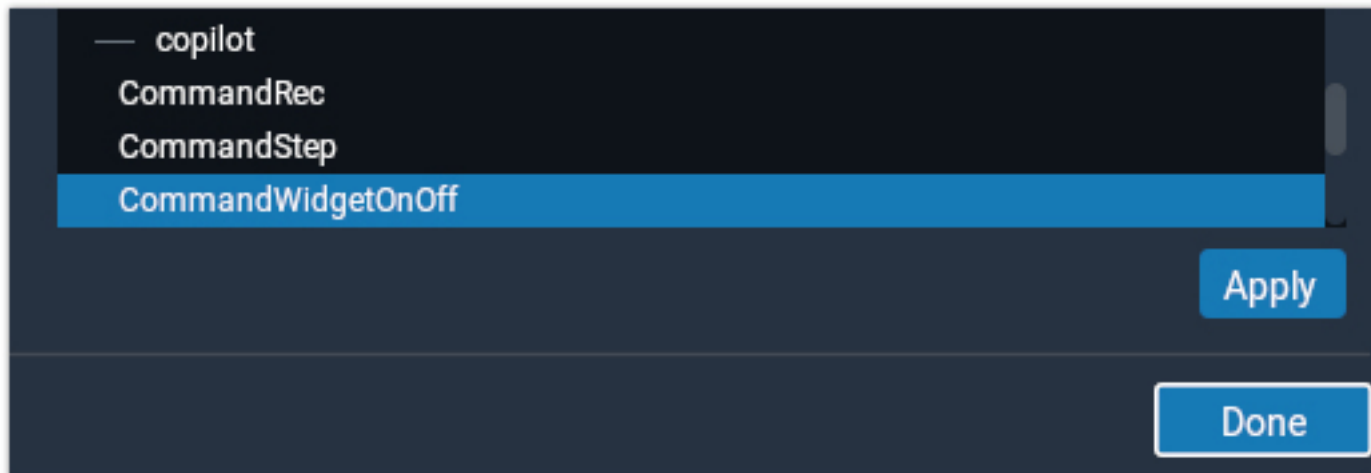 copilot
CommandRec
CommandStep
CommandWidgetOnOff
Apply
Done